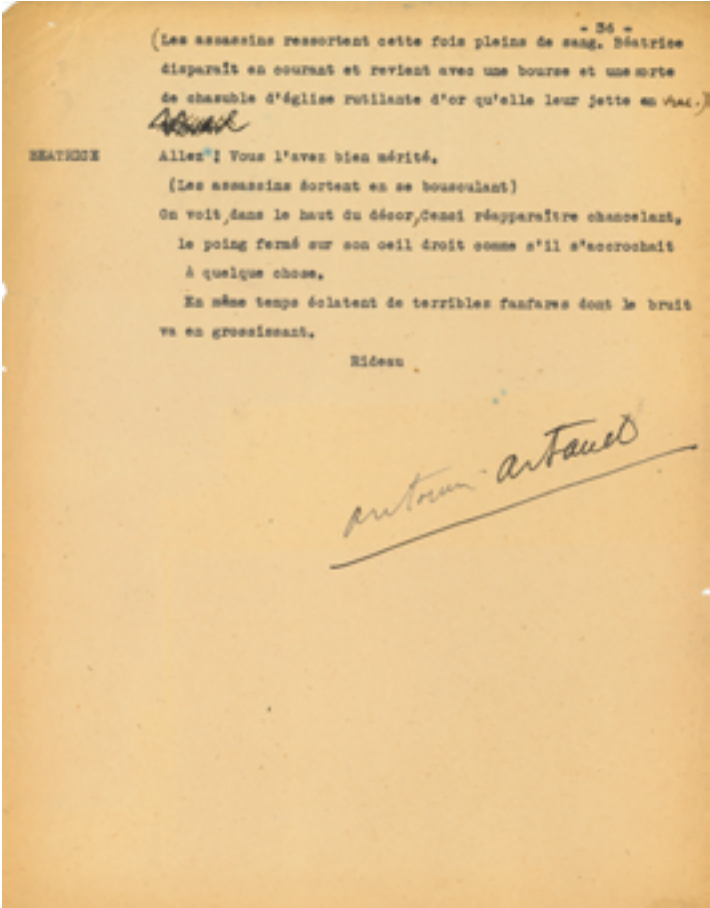 - 36 -
(Les assassins ressortent cette fois pleins de sang. Béatrice
disparaît en courant et revient avec une bourse et une sorte
de chasuble d'église rutilante d'or qu'elle leur jette en vrac.)
BEATRICE Allez ! Vous l'avez bien mérité.
(Les assassins sortent en se bousculant)
On voit, dans le haut du décor, Cenci réapparaître chancelant,
le poing fermé sur son oeil droit comme s'il s'accrochait
à quelque chose.
En même temps éclatent de terribles fanfares dont le bruit
va en grossissant.
Rideau
Antonin Artaud